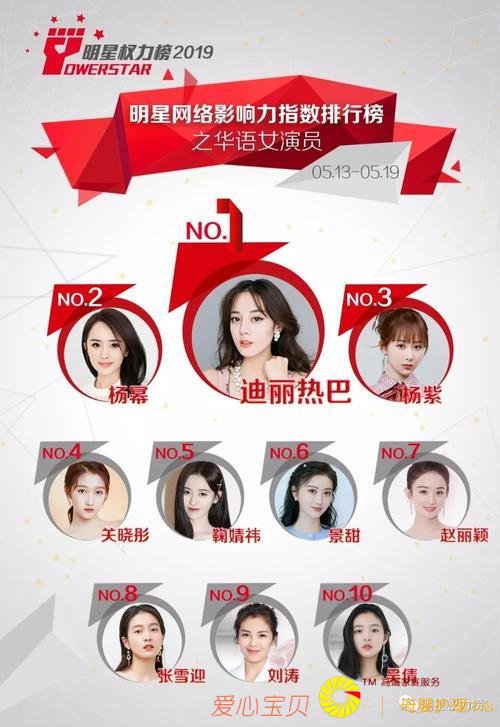 明星权力榜2019
POWERSTAR
明星网络影响力指数排行榜
之华语女演员
05.13-05.19
NO.1
迪丽热巴
NO.2
杨幂
NO.3
杨紫
NO.4
关晓彤
NO.5
鞠婧祎
NO.6
景甜
NO.7
赵丽颖
NO.8
张雪迎
NO.9
刘涛
NO.10
倩
TM
服务
爱心宝贝